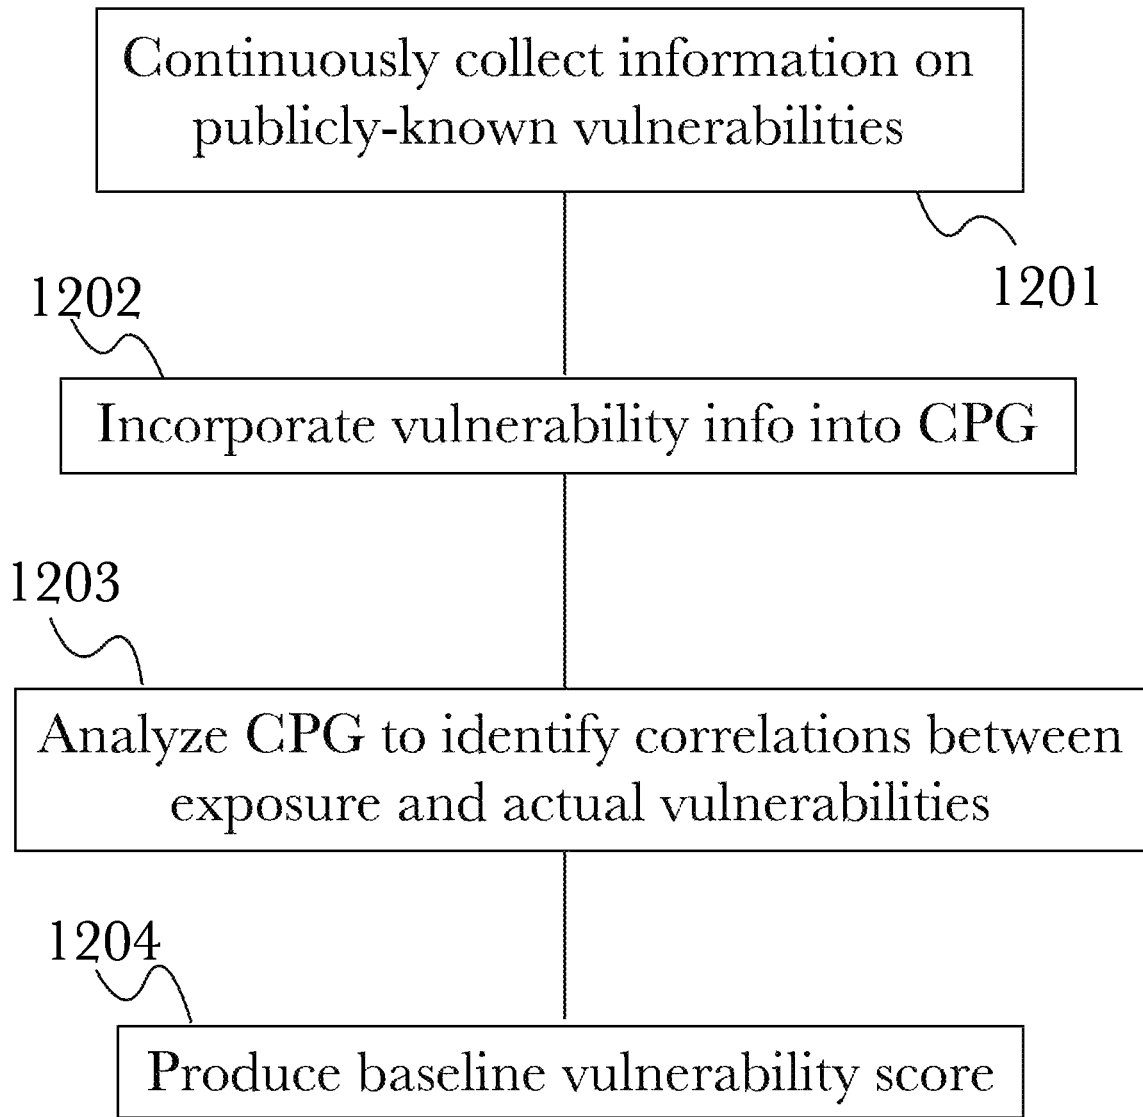 Continuously collect information on
publicly-known vulnerabilities
1201
1202
Incorporate vulnerability info into CPG
1203
Analyze CPG to identify correlations between
exposure and actual vulnerabilities
1204
Produce baseline vulnerability score